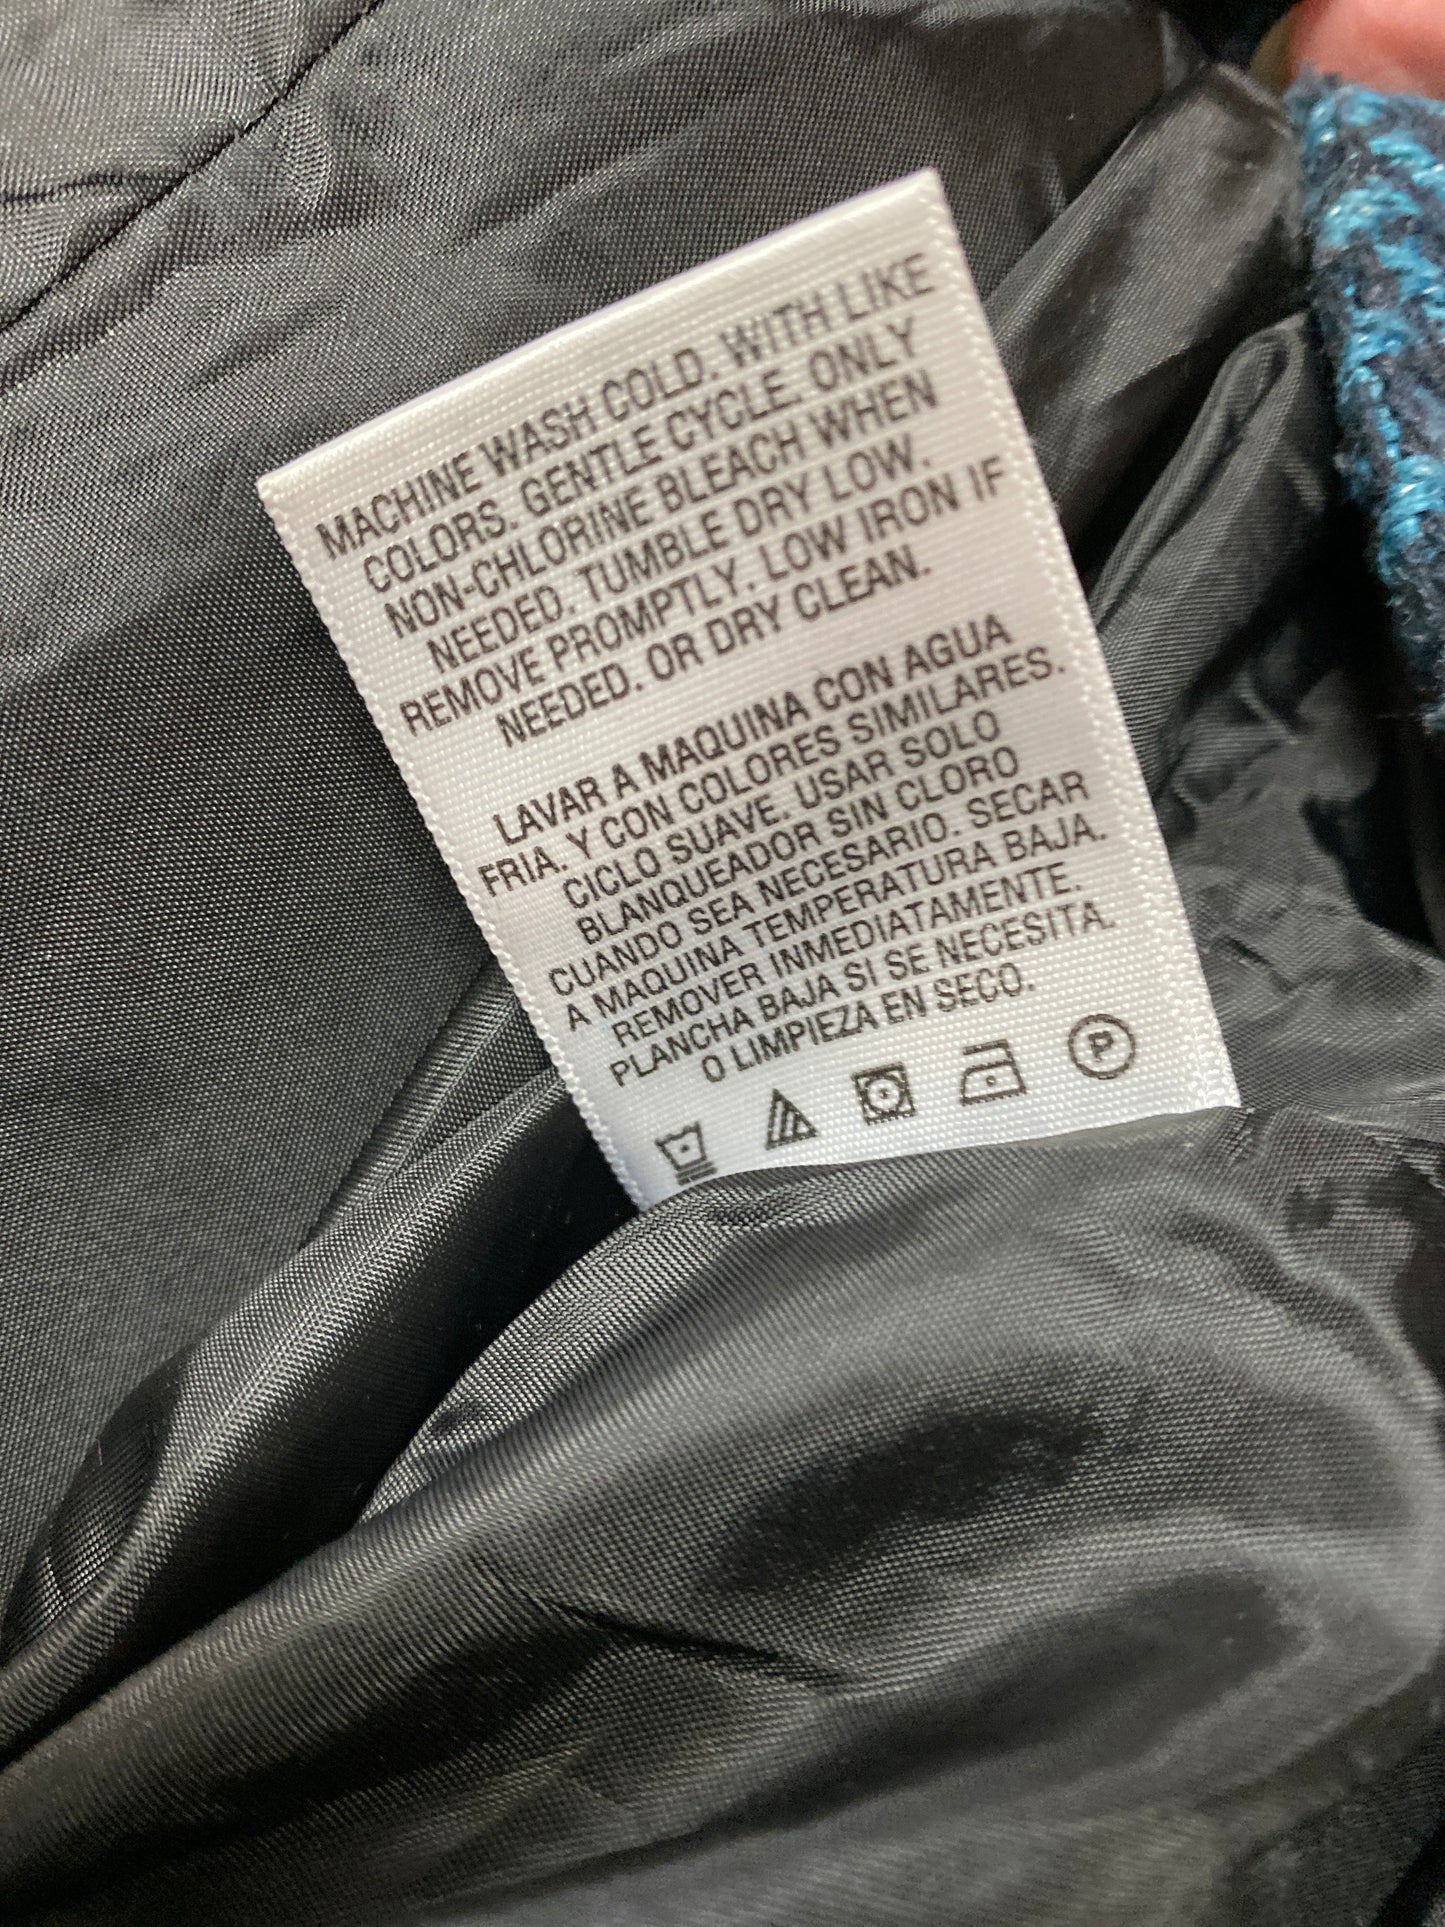 MACHINE WASH COLD. WITH LIKE
COLORS. GENTLE CYCLE. ONLY
NON-CHLORINE BLEACH WHEN
NEEDED. TUMBLE DRY LOW.
REMOVE PROMPTLY. LOW IRON IF
NEEDED. OR DRY CLEAN.
LAVAR A MAQUINA CON AGUA
FRIA. Y CON COLORES SIMILARES.
CICLO SUAVE. USAR SOLO
BLANQUEADOR SIN CLORO
CUANDO SEA NECESARIO. SECAR
A MAQUINA TEMPERATURA BAJA.
REMOVER INMEDIATAMENTE.
PLANCHA BAJA SI SE NECESITA.
O LIMPIEZA EN SECO.
P